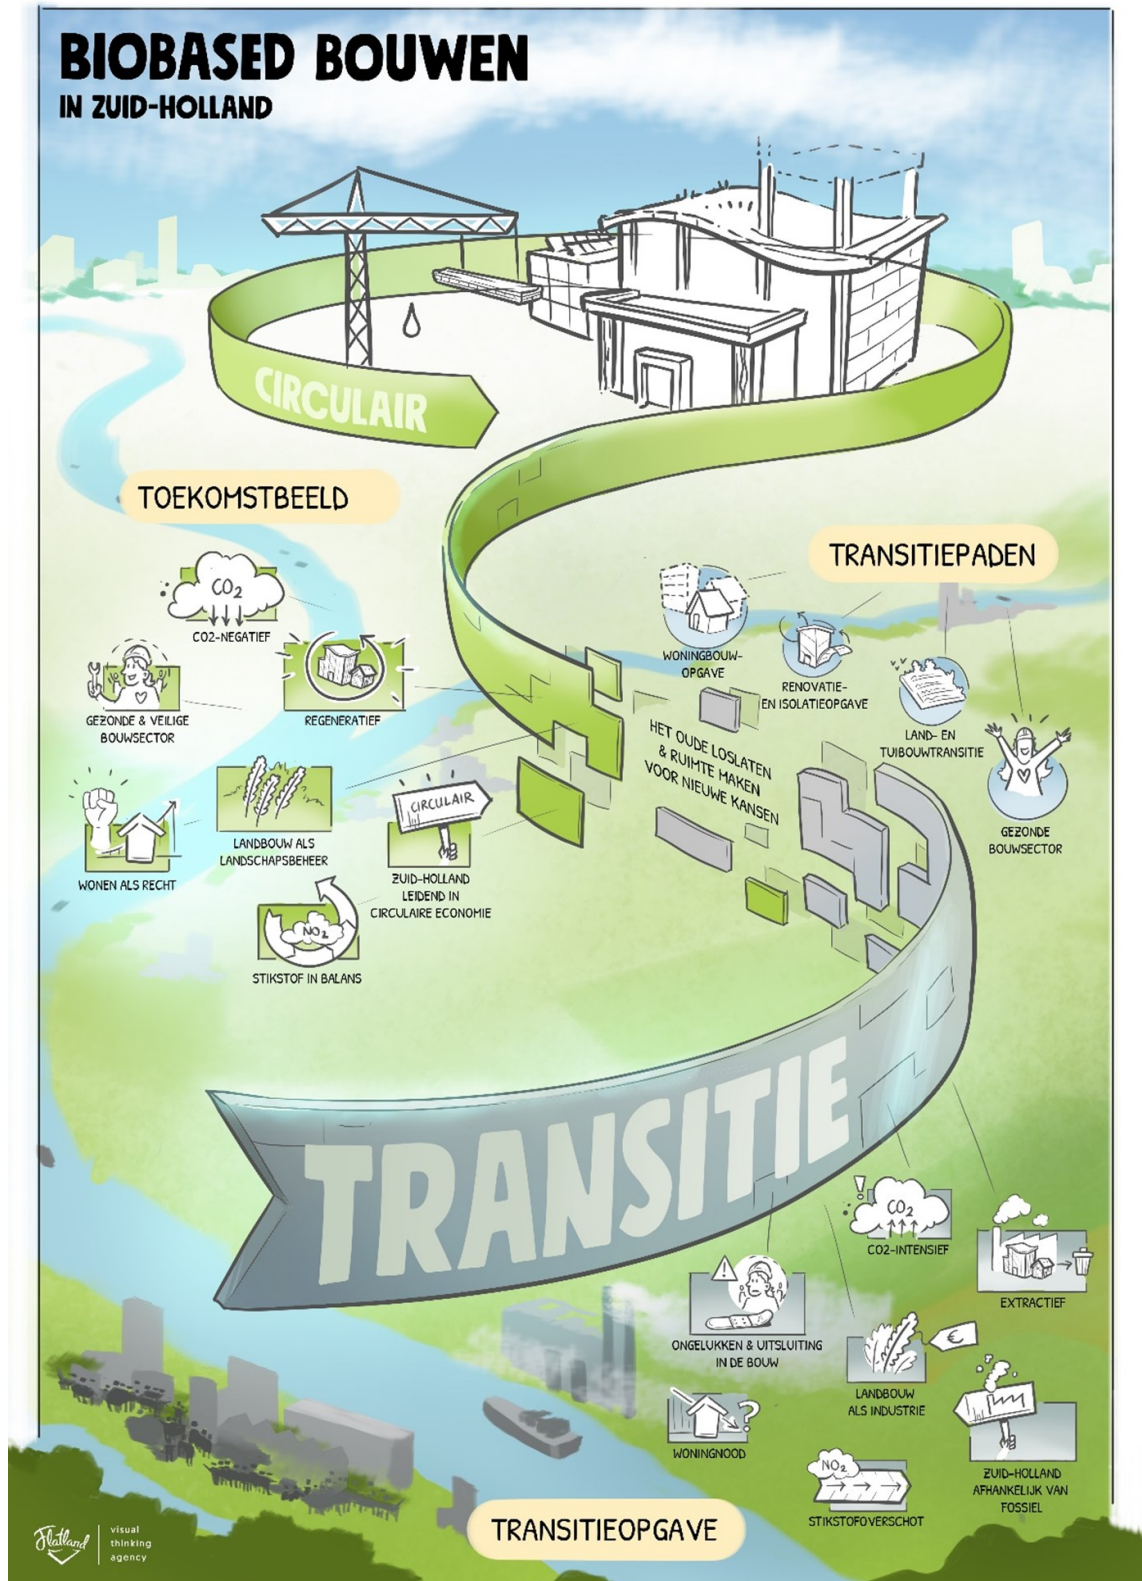 BIOBASED BOUWEN
IN ZUID-HOLLAND
CIRCULAIR
TOEKOMSTBEELD
CO2
CO2-NEGATIEF
GEZONDE & VEILIGE
BOUWSECTOR
REGENERATIEF
WONEN ALS RECHT
LANDBOUW ALS
LANDSCHAPSBEHEER
CIRCULAIR
ZUID-HOLLAND
LEIDEND IN
CIRCULAIRE ECONOMIE
NO2
STIKSTOF IN BALANS
TRANSITIEPADEN
WONINGBOUW-
OPGAVE
RENOVATIE-
EN ISOLATIEOPGAVE
LAND- EN
TUIBOUWTRANSITIE
GEZONDE
BOUWSECTOR
HET OUDE LOSLATEN
& RUIMTE MAKEN
VOOR NIEUWE KANSEN
TRANSITIE
! CO2
CO2-INTENSIEF
EXTRACTIEF
!
ONGELUKKEN & UITSLUITING
IN DE BOUW
€
LANDBOUW
ALS INDUSTRIE
?
WONINGNOOD
ZUID-HOLLAND
AFHANKELIJK VAN
FOSSIEL
NO2
STIKSTOFOVERSCHOT
TRANSITIEOPGAVE
Flatland
visual
thinking
agency